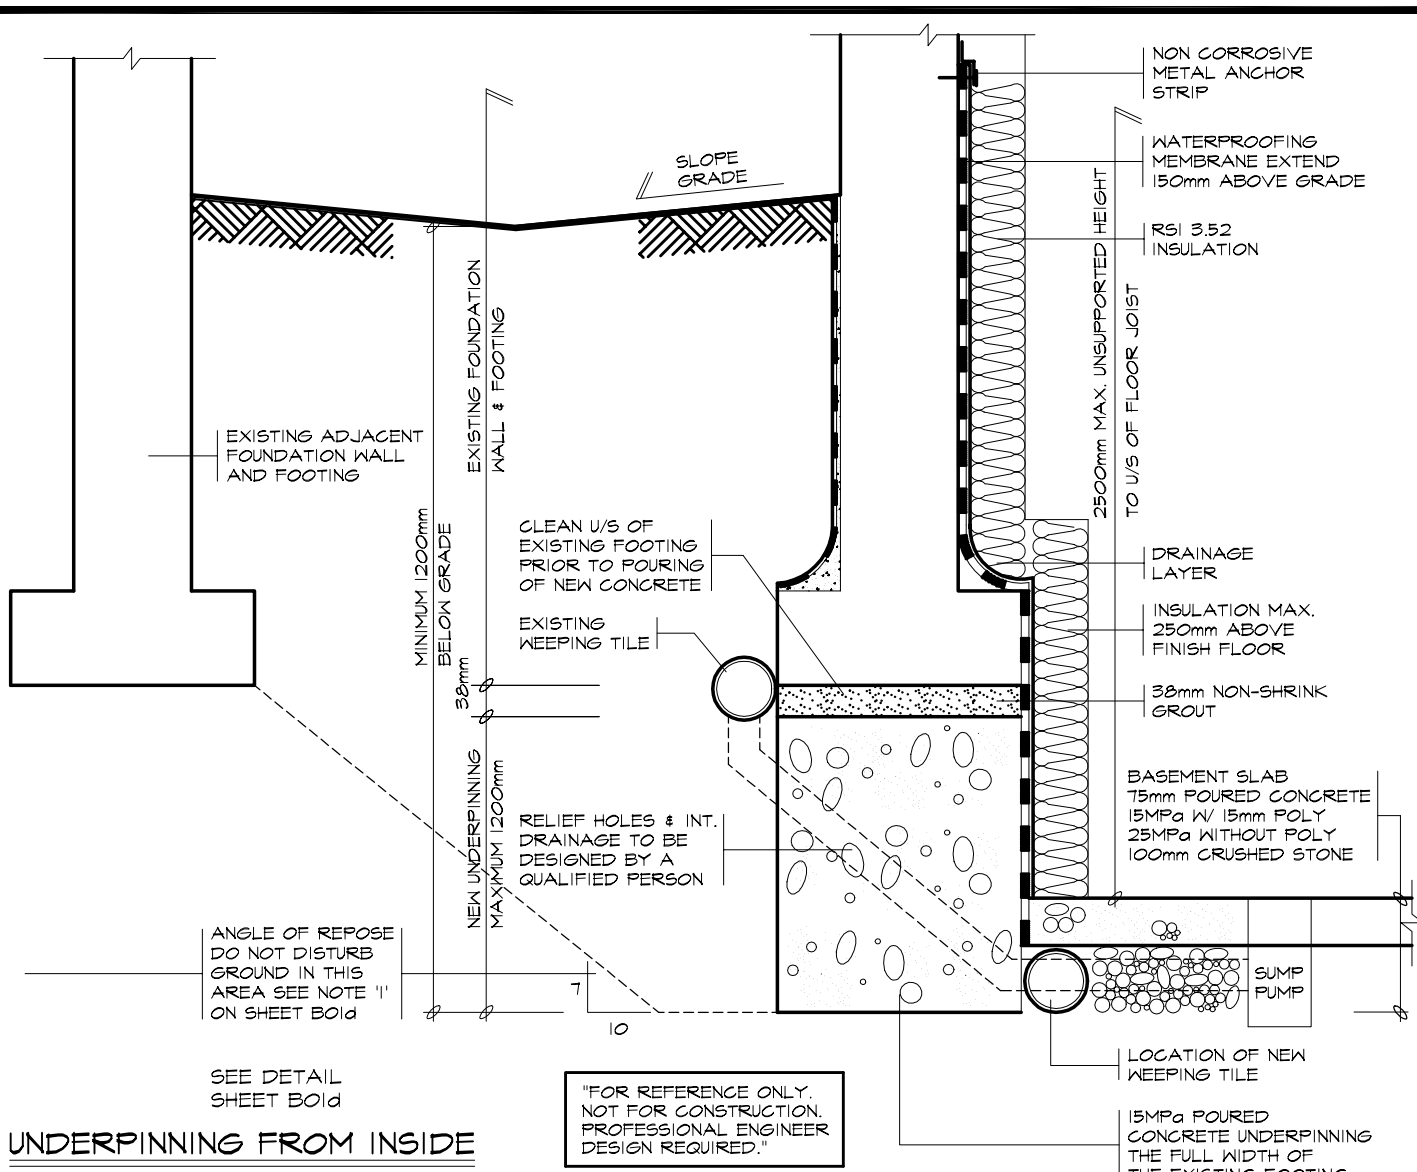 NON CORROSIVE
METAL ANCHOR
STRIP
SLOPE
GRADE
WATERPROOFING
MEMBRANE EXTEND
150mm ABOVE GRADE
RSI 3.52
INSULATION
2500mm MAX. UNSUPPORTED HEIGHT
TO U/S OF FLOOR JOIST
EXISTING FOUNDATION
WALL & FOOTING
EXISTING ADJACENT
FOUNDATION WALL
AND FOOTING
MINIMUM 1200mm
BELOW GRADE
CLEAN U/S OF
EXISTING FOOTING
PRIOR TO POURING
OF NEW CONCRETE
EXISTING
WEEPING TILE
DRAINAGE
LAYER
INSULATION MAX.
250mm ABOVE
FINISH FLOOR
38mm
38mm NON-SHRINK
GROUT
NEW UNDERPINNING
MAXIMUM 1200mm
RELIEF HOLES & INT.
DRAINAGE TO BE
DESIGNED BY A
QUALIFIED PERSON
BASEMENT SLAB
75mm POURED CONCRETE
15MPa W/ 15mm POLY
25MPa WITHOUT POLY
100mm CRUSHED STONE
ANGLE OF REPOSE
DO NOT DISTURB
GROUND IN THIS
AREA SEE NOTE '1'
ON SHEET B01d
7
10
SUMP
PUMP
LOCATION OF NEW
WEEPING TILE
SEE DETAIL
SHEET B01d
UNDERPINNING FROM INSIDE
"FOR REFERENCE ONLY.
NOT FOR CONSTRUCTION.
PROFESSIONAL ENGINEER
DESIGN REQUIRED."
15MPa POURED
CONCRETE UNDERPINNING
THE FULL WIDTH OF
THE EXISTING FOOTING